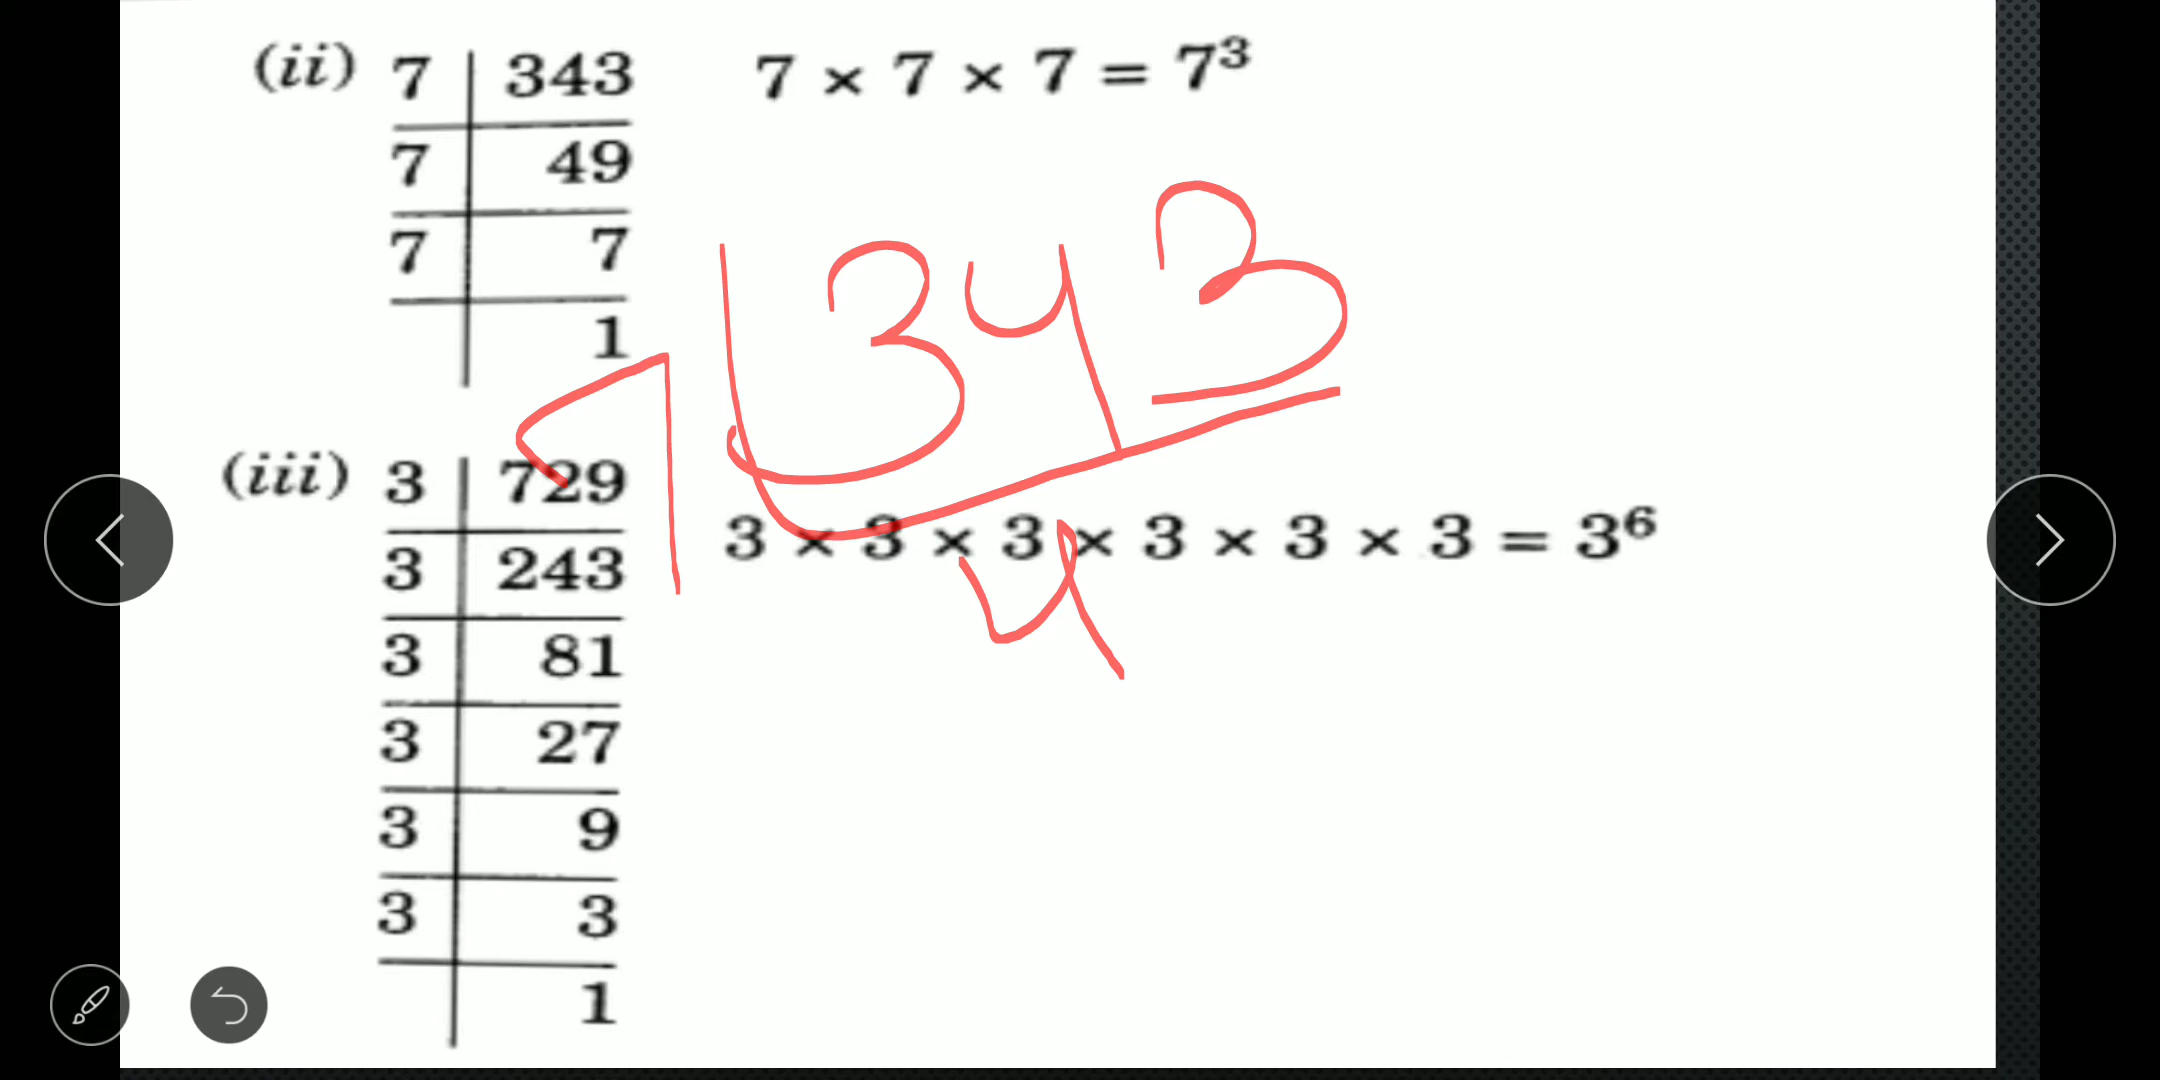 (ii) 7 | 343 7 × 7 × 7 = 7³
7 | 49
7 | 7
1
7 343
4
(iii) 3 | 729 3 × 3 × 3 × 3 × 3 × 3 = 3⁶
3 | 243
3 | 81
3 | 27
3 | 9
3 | 3
1